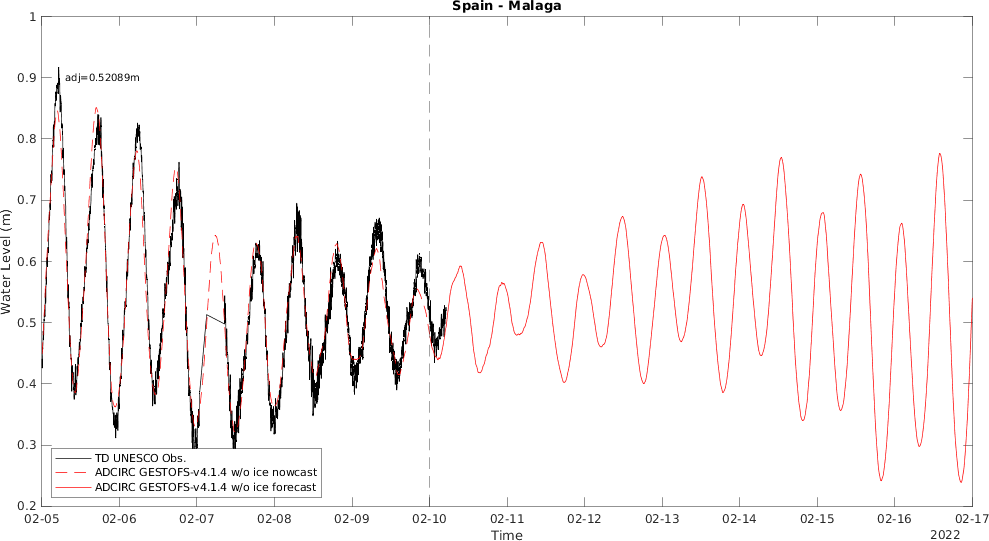 Spain - Malaga
adj=0.52089m
Water Level (m)
1
0.9
0.8
0.7
0.6
0.5
0.4
0.3
0.2
TD UNESCO Obs.
ADCIRC GESTOFS-v4.1.4 w/o ice nowcast
ADCIRC GESTOFS-v4.1.4 w/o ice forecast
02-05 02-06 02-07 02-08 02-09 02-10 02-11 02-12 02-13 02-14 02-15 02-16 02-17
Time
2022